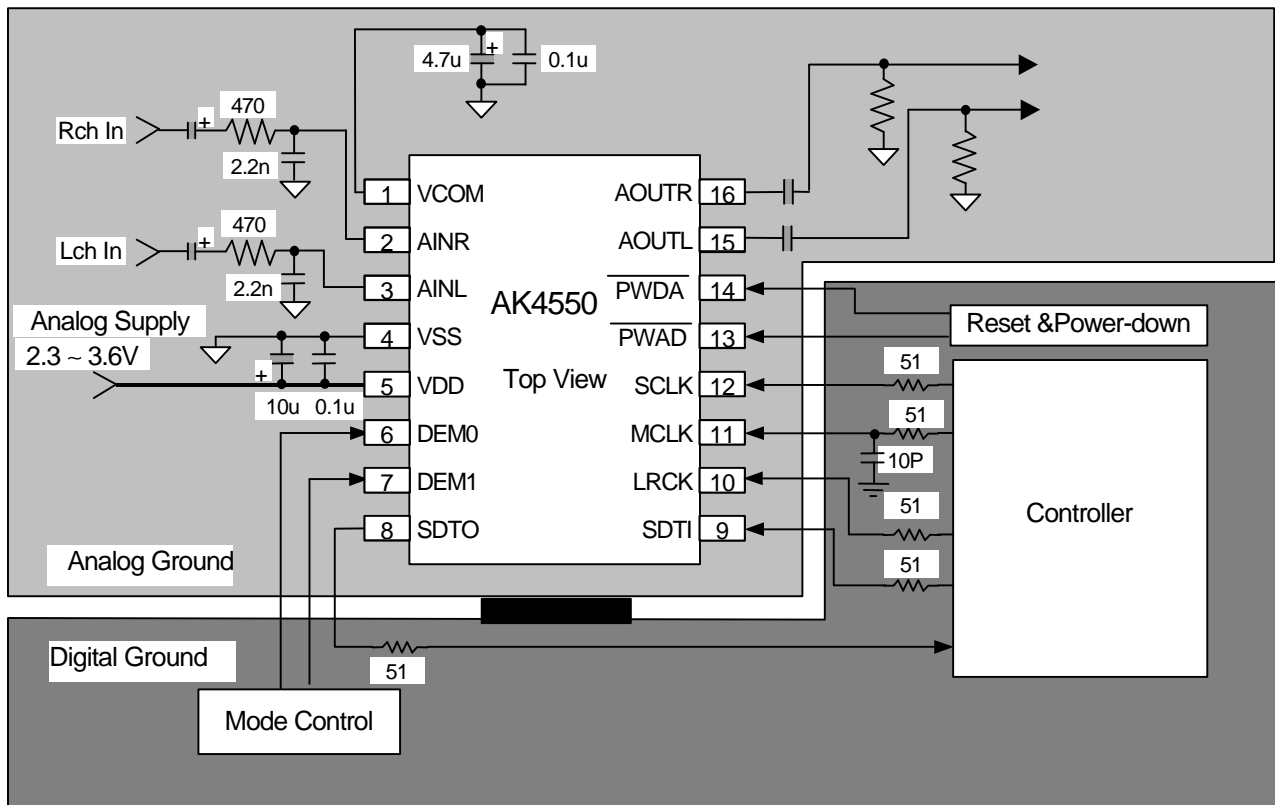 4.7u
+
0.1u
470
Rch In
+
2.2n
470
Lch In
+
2.2n
Analog Supply
2.3 ~ 3.6V
+
10u 0.1u
1 VCOM
2 AINR
3 AINL
4 VSS
5 VDD
6 DEM0
7 DEM1
8 SDTO
AK4550
Top View
AOUTR 16
AOUTL 15
PWDA 14
PWAD 13
SCLK 12
MCLK 11
LRCK 10
SDTI 9
Reset &Power-down
51
51
10P
51
51
Controller
Analog Ground
Digital Ground
51
Mode Control